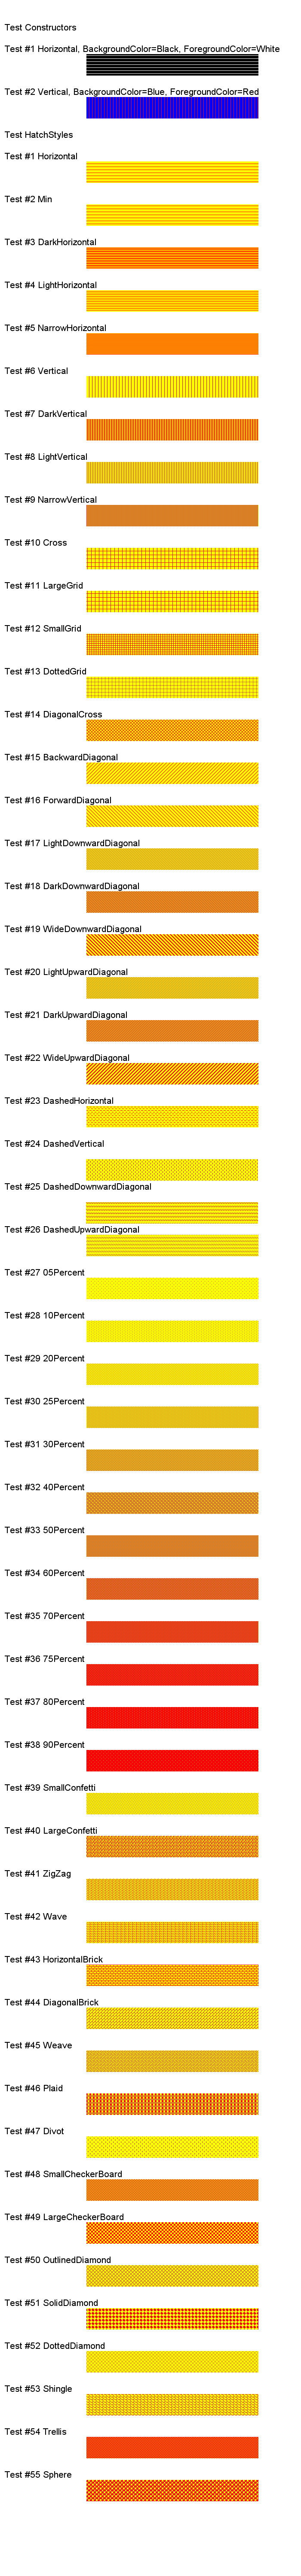 Test Constructors
Test #1 Horizontal, BackgroundColor=Black, ForegroundColor=White
Test #2 Vertical, BackgroundColor=Blue, ForegroundColor=Red
Test HatchStyles
Test #1 Horizontal
Test #2 Min
Test #3 DarkHorizontal
Test #4 LightHorizontal
Test #5 NarrowHorizontal
Test #6 Vertical
Test #7 DarkVertical
Test #8 LightVertical
Test #9 NarrowVertical
Test #10 Cross
Test #11 LargeGrid
Test #12 SmallGrid
Test #13 DottedGrid
Test #14 DiagonalCross
Test #15 BackwardDiagonal
Test #16 ForwardDiagonal
Test #17 LightDownwardDiagonal
Test #18 DarkDownwardDiagonal
Test #19 WideDownwardDiagonal
Test #20 LightUpwardDiagonal
Test #21 DarkUpwardDiagonal
Test #22 WideUpwardDiagonal
Test #23 DashedHorizontal
Test #24 DashedVertical
Test #25 DashedDownwardDiagonal
Test #26 DashedUpwardDiagonal
Test #27 05Percent
Test #28 10Percent
Test #29 20Percent
Test #30 25Percent
Test #31 30Percent
Test #32 40Percent
Test #33 50Percent
Test #34 60Percent
Test #35 70Percent
Test #36 75Percent
Test #37 80Percent
Test #38 90Percent
Test #39 SmallConfetti
Test #40 LargeConfetti
Test #41 ZigZag
Test #42 Wave
Test #43 HorizontalBrick
Test #44 DiagonalBrick
Test #45 Weave
Test #46 Plaid
Test #47 Divot
Test #48 SmallCheckerBoard
Test #49 LargeCheckerBoard
Test #50 OutlinedDiamond
Test #51 SolidDiamond
Test #52 DottedDiamond
Test #53 Shingle
Test #54 Trellis
Test #55 Sphere